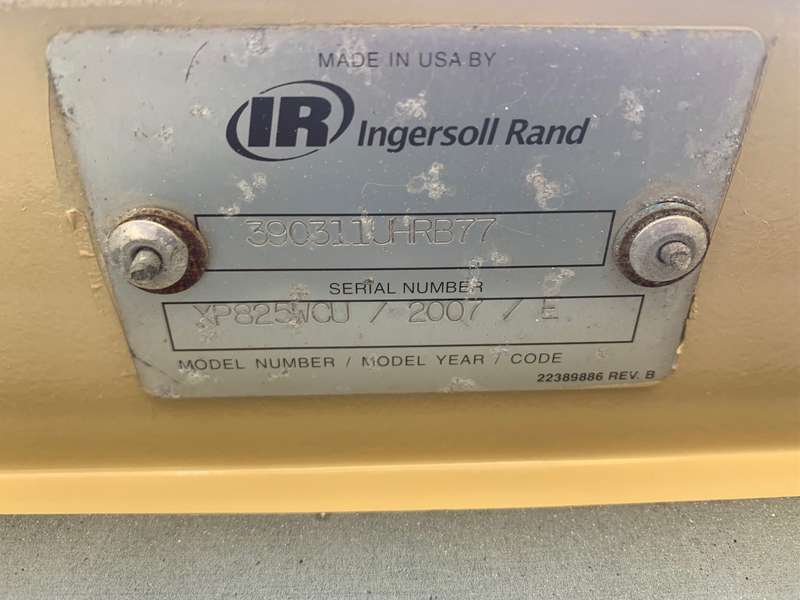 MADE IN USA BY
IR Ingersoll Rand
390311UHRB77
SERIAL NUMBER
XP825WCU / 2007 / E
MODEL NUMBER / MODEL YEAR / CODE
22389886 REV. B